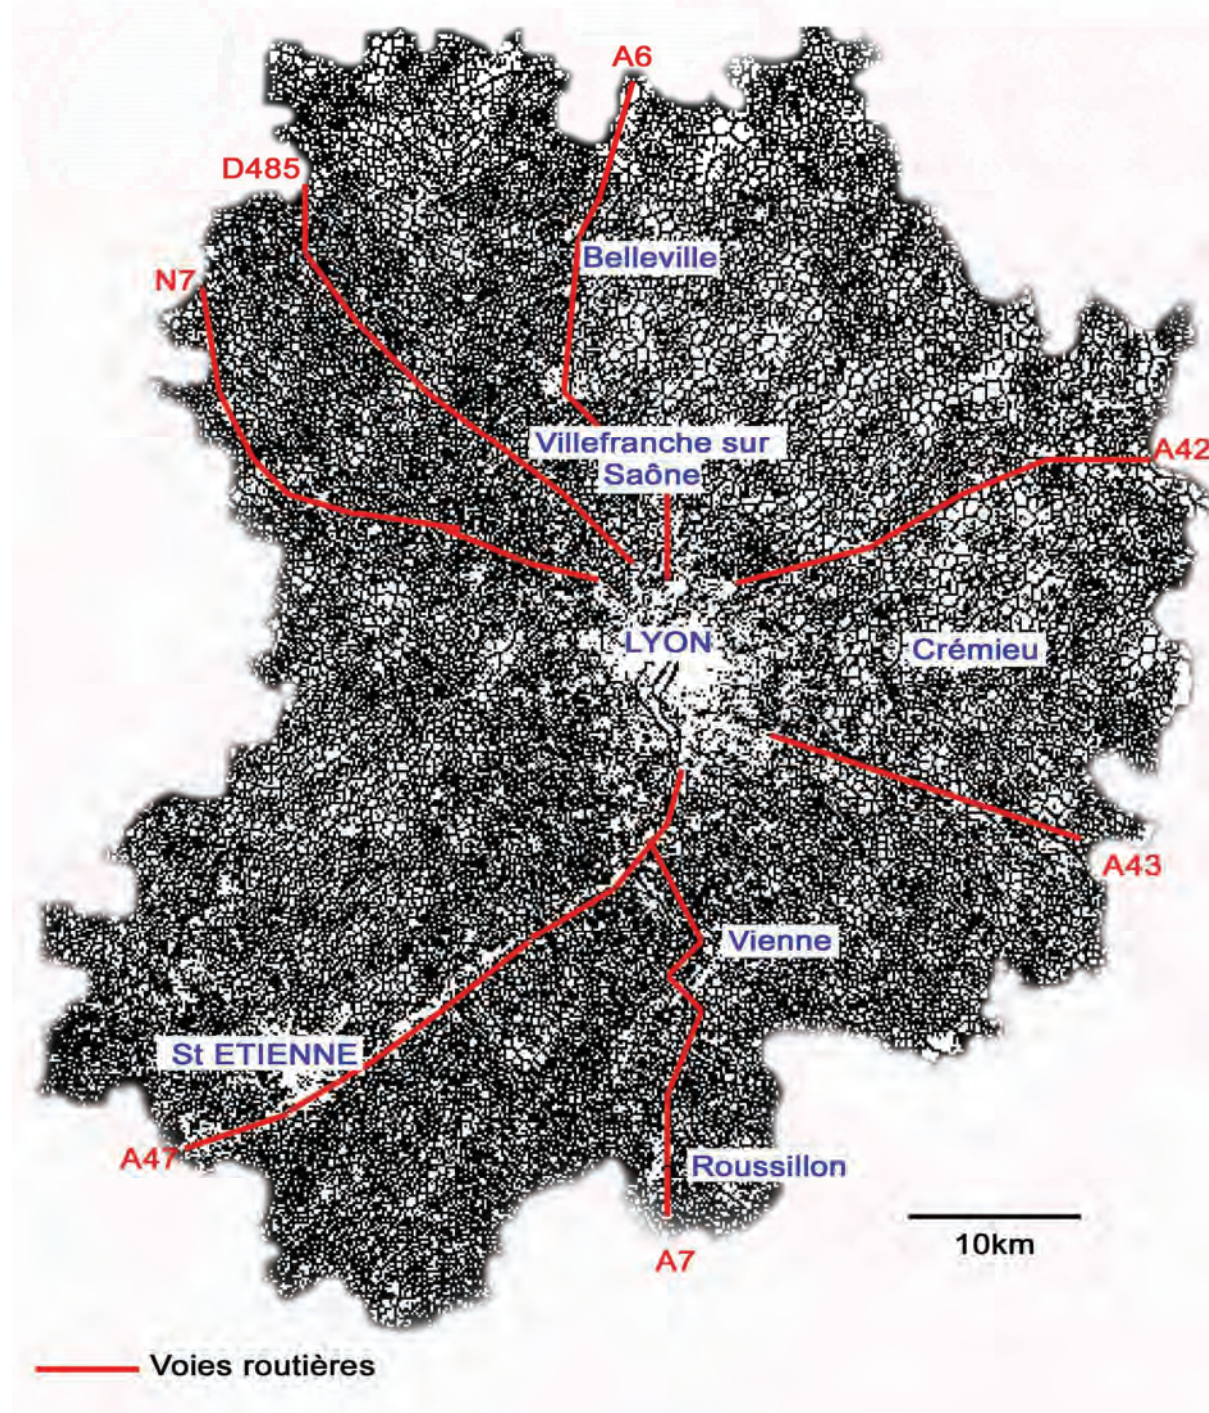 A6
D485
Belleville
N7
Villefranche sur
Saône
A42
LYON
Crémieu
A43
Vienne
St ETIENNE
A47
Roussillon
10km
A7
Voies routières